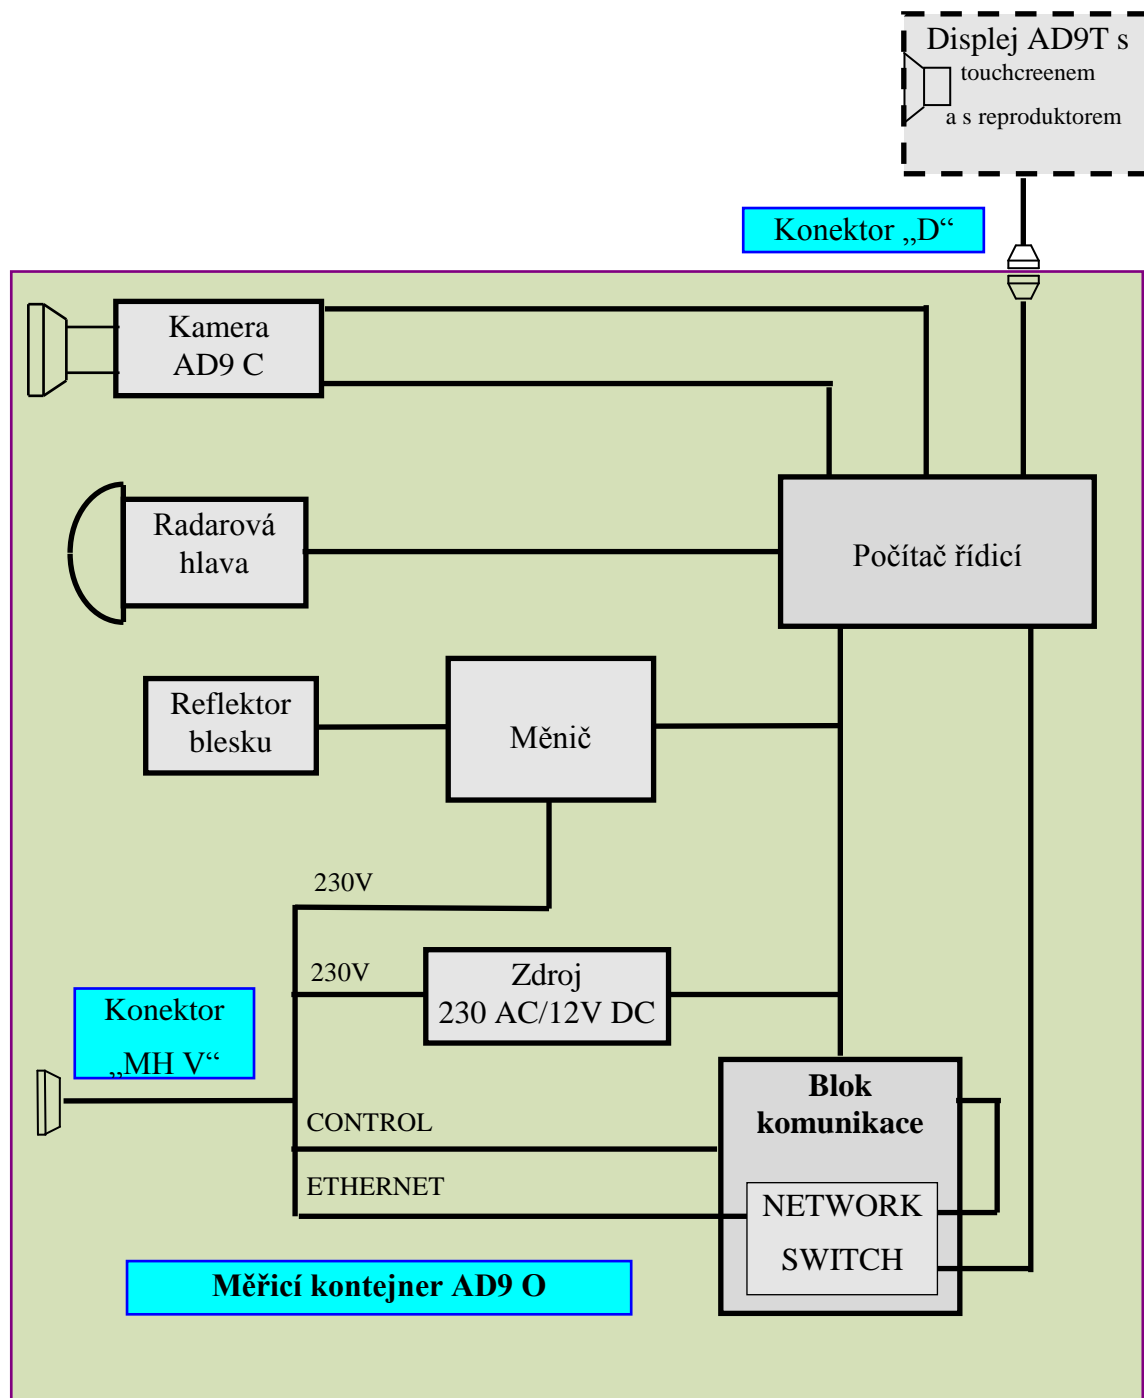 Displej AD9T s
touchcreenem
a s reproduktorem
Konektor „D“
Kamera
AD9 C
Radarová
hlava
Počítač řídicí
Reflektor
blesku
Měnič
230V
230V
Zdroj
230 AC/12V DC
Konektor
„MH V“
Blok
komunikace
CONTROL
ETHERNET
NETWORK
SWITCH
Měřicí kontejner AD9 O